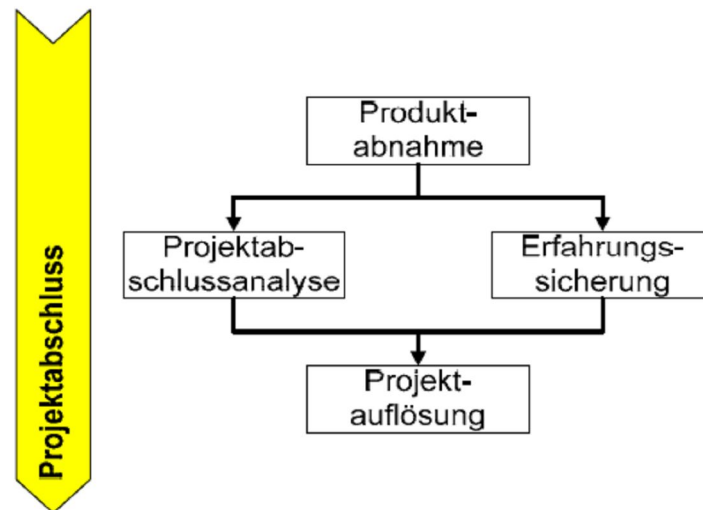 Projektabschluss
Produkt-
abnahme
Projektab-
schlussanalyse
Erfahrungs-
sicherung
Projekt-
auflösung